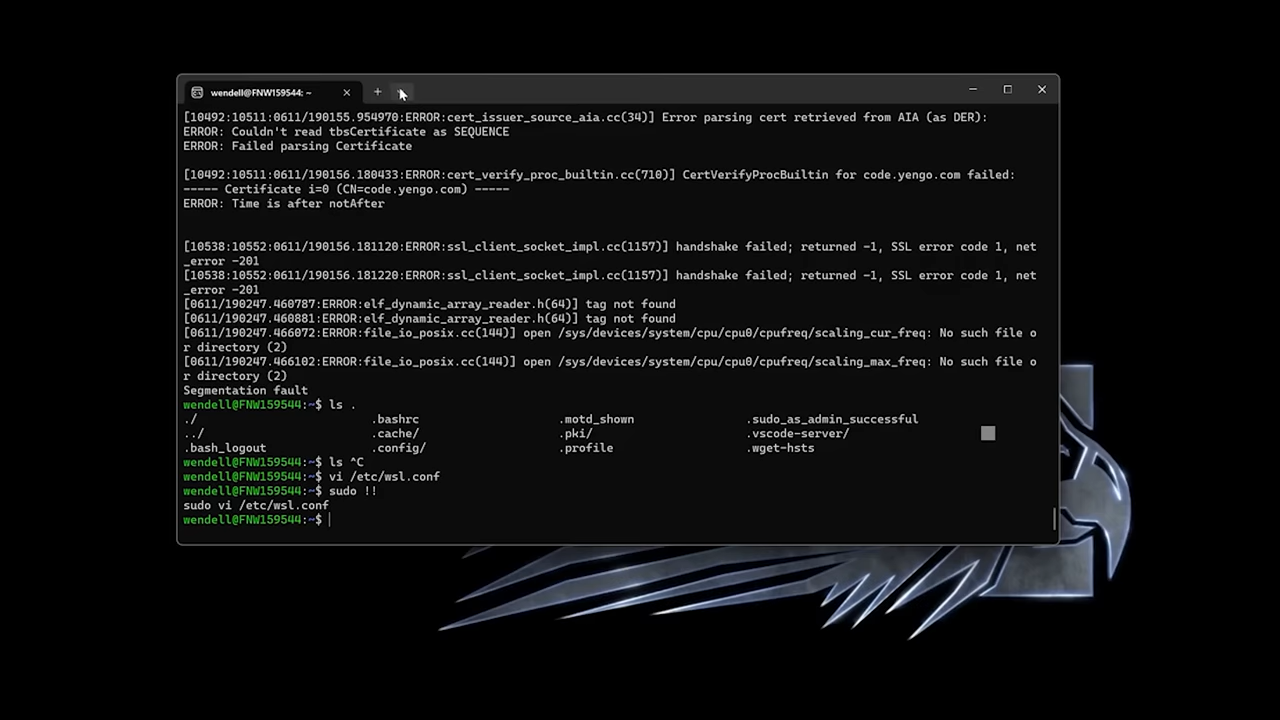 wendell@FNW159544: ~
[10492:10511:0611/190155.954970:ERROR:cert_issuer_source_aia.cc(34)] Error parsing cert retrieved from AIA (as DER):
ERROR: Couldn't read tbsCertificate as SEQUENCE
ERROR: Failed parsing Certificate
[10492:10511:0611/190156.180433:ERROR:cert_verify_proc_builtin.cc(710)] CertVerifyProcBuiltin for code.yengo.com failed:
----- Certificate i=0 (CN=code.yengo.com) -----
ERROR: Time is after notAfter
[10538:10552:0611/190156.181120:ERROR:ssl_client_socket_impl.cc(1157)] handshake failed; returned -1, SSL error code 1, net
_error -201
[10538:10552:0611/190156.181220:ERROR:ssl_client_socket_impl.cc(1157)] handshake failed; returned -1, SSL error code 1, net
_error -201
[0611/190247.460787:ERROR:elf_dynamic_array_reader.h(64)] tag not found
[0611/190247.460881:ERROR:elf_dynamic_array_reader.h(64)] tag not found
[0611/190247.466072:ERROR:file_io_posix.cc(144)] open /sys/devices/system/cpu/cpu0/cpufreq/scaling_cur_freq: No such file o
r directory (2)
[0611/190247.466102:ERROR:file_io_posix.cc(144)] open /sys/devices/system/cpu/cpu0/cpufreq/scaling_max_freq: No such file o
r directory (2)
Segmentation fault
wendell@FNW159544:~$ ls .
./ .bashrc .motd_shown .sudo_as_admin_successful
../ .cache/ .pki/ .vscode-server/
.bash_logout .config/ .profile .wget-hsts
wendell@FNW159544:~$ ls ^C
wendell@FNW159544:~$ vi /etc/wsl.conf
wendell@FNW159544:~$ sudo !!
sudo vi /etc/wsl.conf
wendell@FNW159544:~$